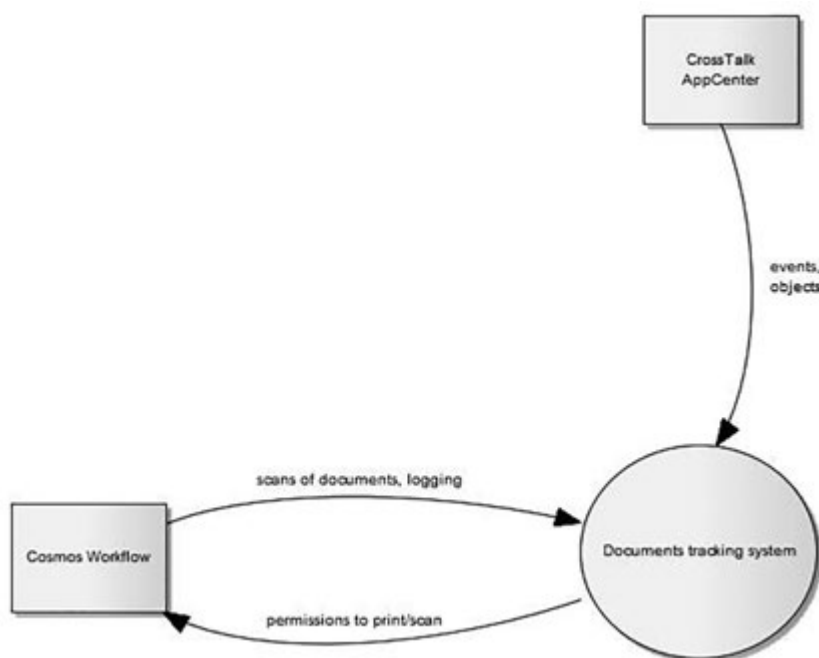 CrossTalk
AppCenter
events,
objects
scans of documents, logging
Cosmos Workflow
Documents tracking system
permissions to print/scan